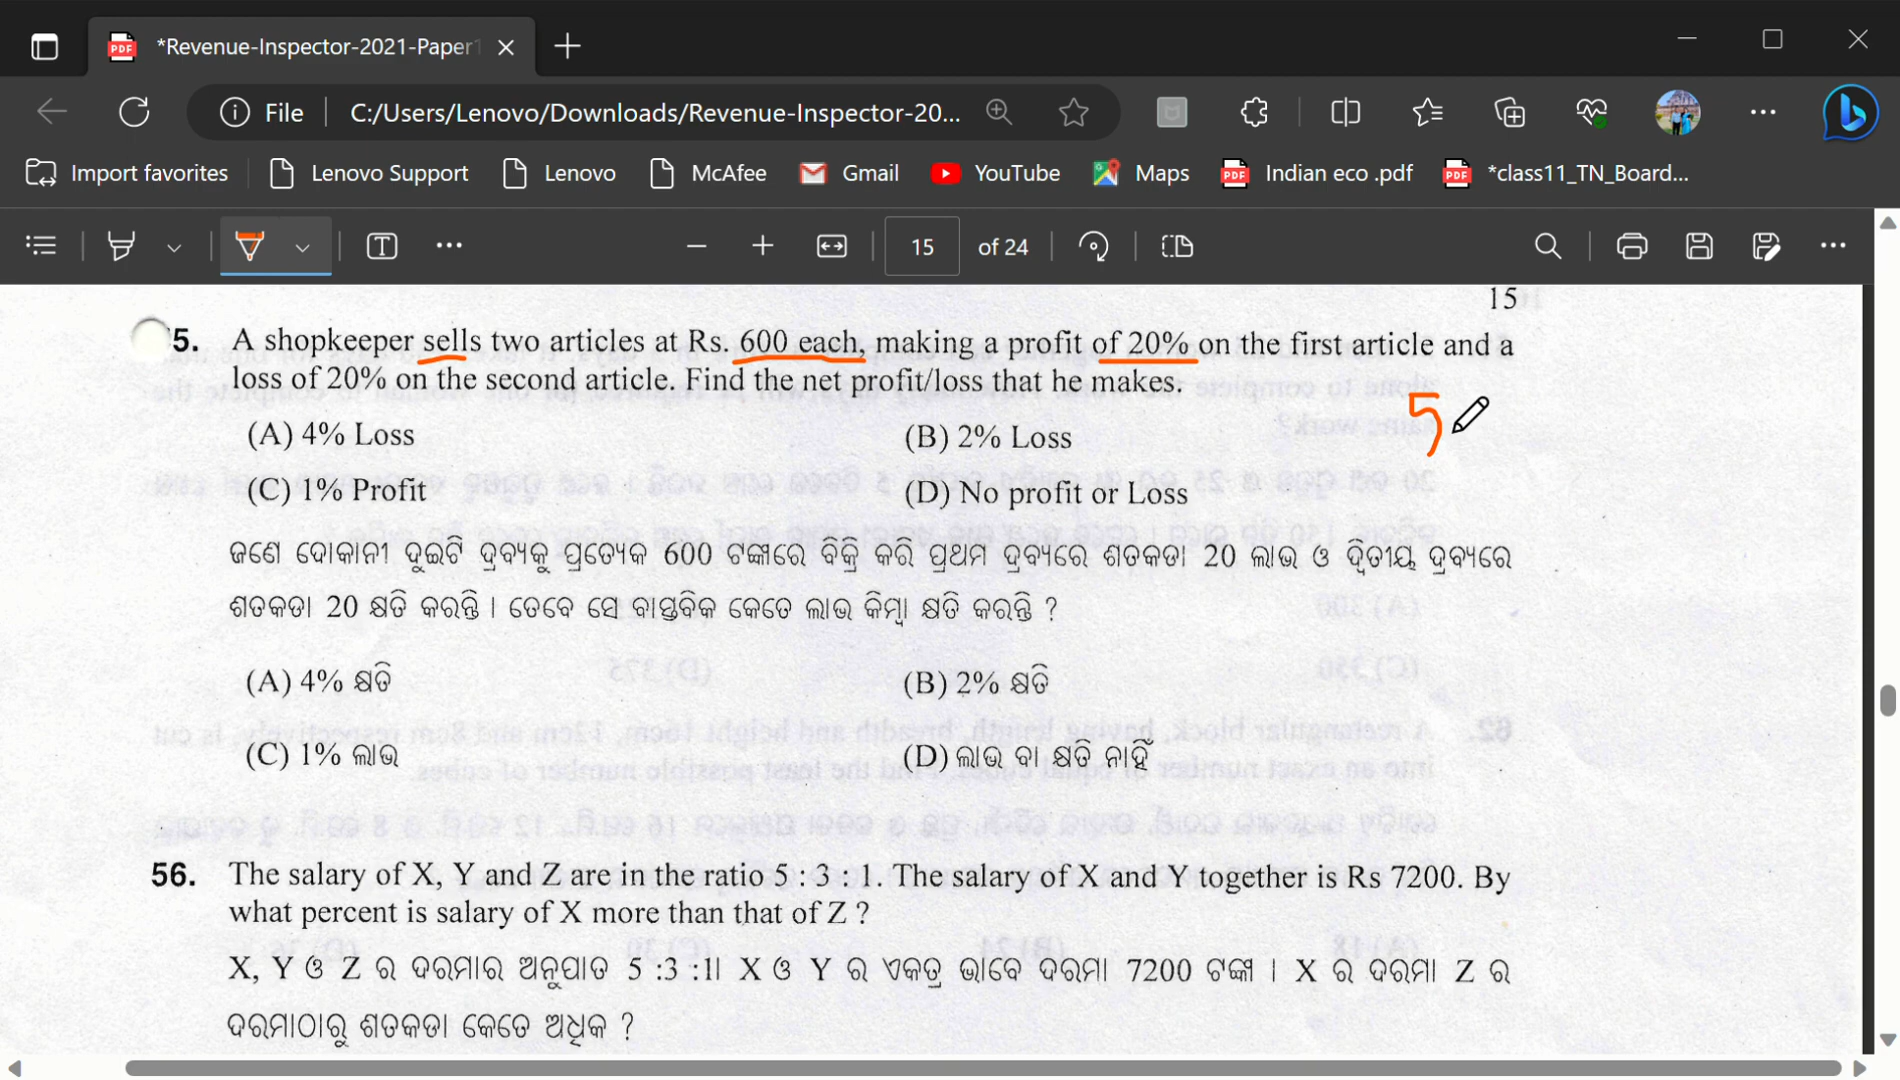 *Revenue-Inspector-2021-Paper1
File C:/Users/Lenovo/Downloads/Revenue-Inspector-20...
Import favorites Lenovo Support Lenovo McAfee Gmail YouTube Maps Indian eco .pdf *class11_TN_Board...
15 of 24
15
5. A shopkeeper sells two articles at Rs. 600 each, making a profit of 20% on the first article and a
loss of 20% on the second article. Find the net profit/loss that he makes.
5
(A) 4% Loss (B) 2% Loss
(C) 1% Profit (D) No profit or Loss
ଜଣେ ଦୋକାନୀ ଦୁଇଟି ଦ୍ରବ୍ୟକୁ ପ୍ରତ୍ୟେକ 600 ଟଙ୍କାରେ ବିକ୍ରି କରି ପ୍ରଥମ ଦ୍ରବ୍ୟରେ ଶତକଡା 20 ଲାଭ ଓ ଦ୍ୱିତୀୟ ଦ୍ରବ୍ୟରେ
ଶତକଡା 20 କ୍ଷତି କରନ୍ତି । ତେବେ ସେ ବାସ୍ତବିକ କେତେ ଲାଭ କିମ୍ବା କ୍ଷତି କରନ୍ତି ?
(A) 4% କ୍ଷତି (B) 2% କ୍ଷତି
(C) 1% ଲାଭ (D) ଲାଭ ବା କ୍ଷତି ନାହିଁ
56. The salary of X, Y and Z are in the ratio 5 : 3 : 1. The salary of X and Y together is Rs 7200. By
what percent is salary of X more than that of Z ?
X, Y ଓ Z ର ଦରମାର ଅନୁପାତ 5 :3 :1। X ଓ Y ର ଏକତ୍ର ଭାବେ ଦରମା 7200 ଟଙ୍କା । X ର ଦରମା Z ର
ଦରମାଠାରୁ ଶତକଡା କେତେ ଅଧିକ ?